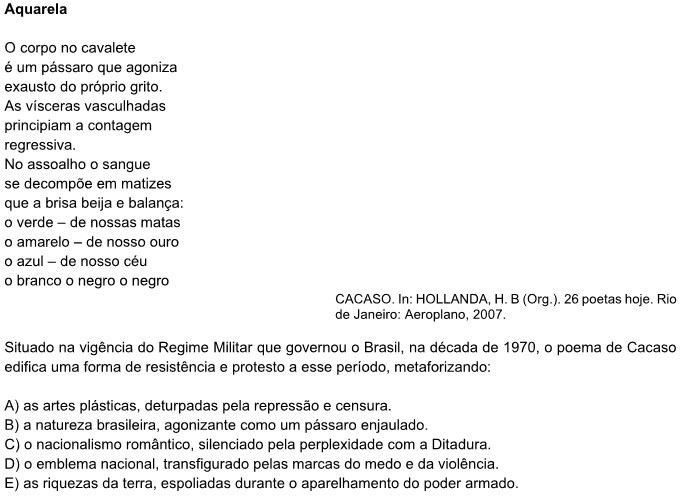 Aquarela
O corpo no cavalete
é um pássaro que agoniza
exausto do próprio grito.
As vísceras vasculhadas
principiam a contagem
regressiva.
No assoalho o sangue
se decompõe em matizes
que a brisa beija e balança:
o verde – de nossas matas
o amarelo – de nosso ouro
o azul – de nosso céu
o branco o negro o negro
CACASO. In: HOLLANDA, H. B (Org.). 26 poetas hoje. Rio
de Janeiro: Aeroplano, 2007.
Situado na vigência do Regime Militar que governou o Brasil, na década de 1970, o poema de Cacaso
edifica uma forma de resistência e protesto a esse período, metaforizando:
A) as artes plásticas, deturpadas pela repressão e censura.
B) a natureza brasileira, agonizante como um pássaro enjaulado.
C) o nacionalismo romântico, silenciado pela perplexidade com a Ditadura.
D) o emblema nacional, transfigurado pelas marcas do medo e da violência.
E) as riquezas da terra, espoliadas durante o aparelhamento do poder armado.